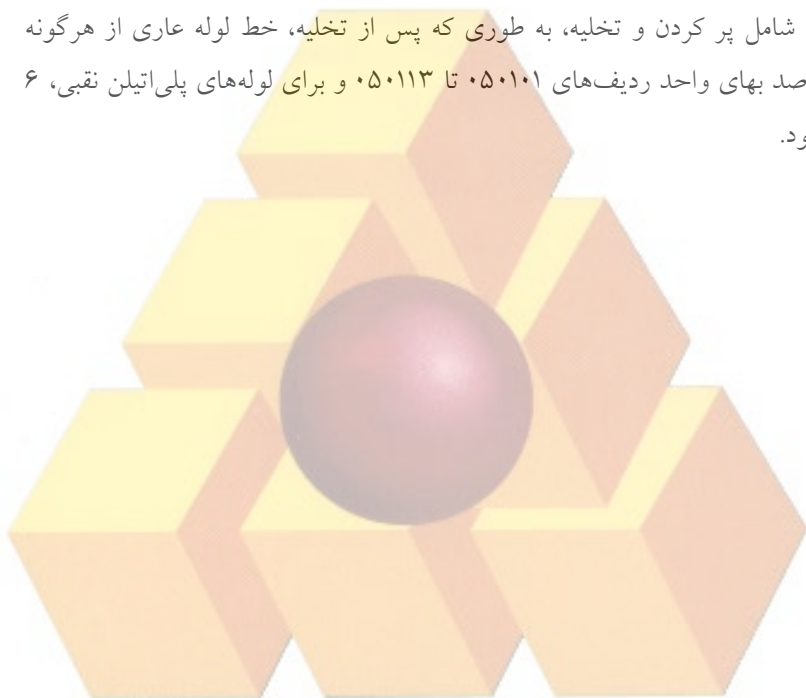 شامل پر کردن و تخلیه، به طوری که پس از تخلیه، خط لوله عاری از هرگونه
صد بهای واحد ردیف‌های ۰۵۰۱۰۱ تا ۰۵۰۱۱۳ و برای لوله‌های پلی‌اتیلن نقبی، ۶
ود.